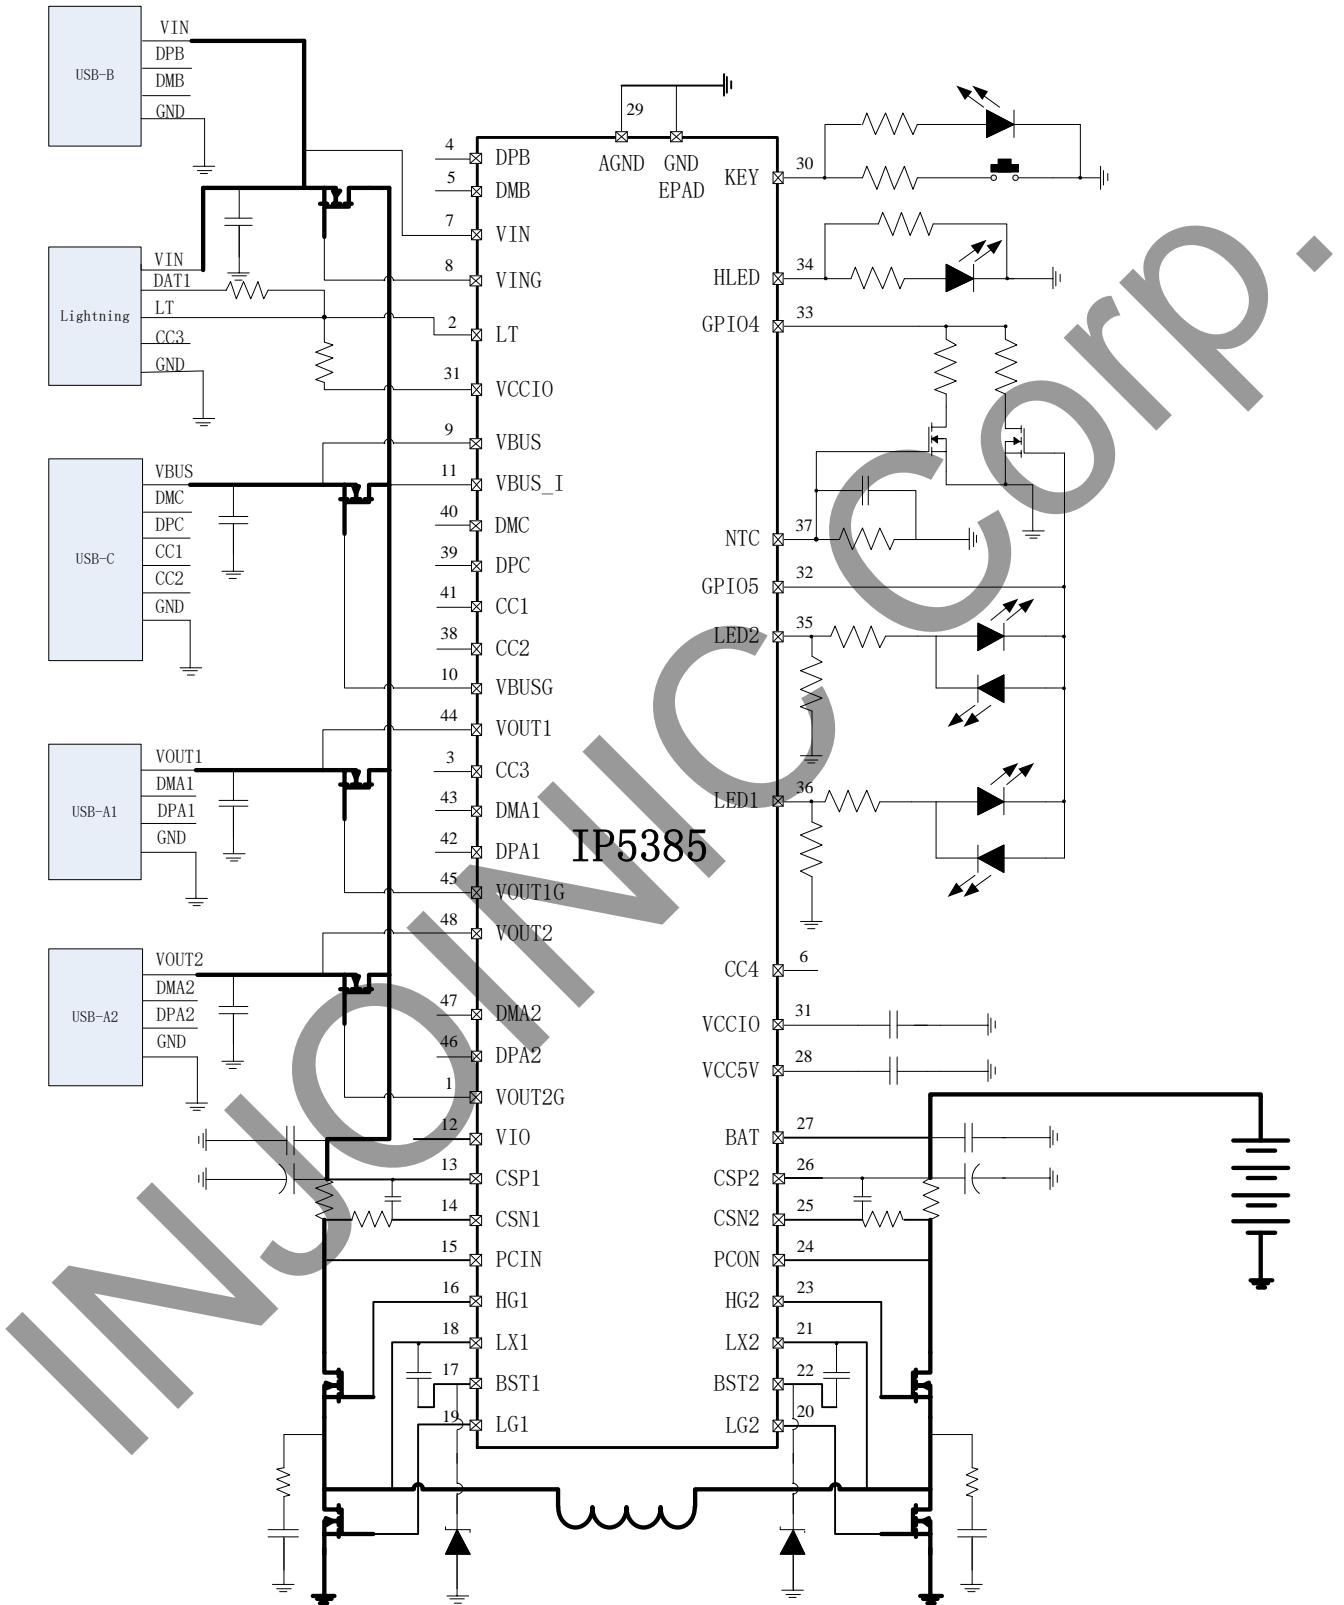 USB-B
VIN
DPB
DMB
GND
Lightning
VIN
DAT1
LT
CC3
GND
USB-C
VBUS
DMC
DPC
CC1
CC2
GND
USB-A1
VOUT1
DMA1
DPA1
GND
USB-A2
VOUT2
DMA2
DPA2
GND
29
AGND
GND
EPAD
4 DPB
5 DMB
7 VIN
8 VING
2 LT
31 VCCIO
9 VBUS
11 VBUS_I
40 DMC
39 DPC
41 CC1
38 CC2
10 VBUSG
44 VOUT1
3 CC3
43 DMA1
42 DPA1
45 VOUT1G
48 VOUT2
47 DMA2
46 DPA2
1 VOUT2G
12 VIO
13 CSP1
14 CSN1
15 PCIN
16 HG1
18 LX1
17 BST1
19 LG1
IP5385
KEY 30
HLED 34
GPIO4 33
NTC 37
GPIO5 32
LED2 35
LED1 36
CC4 6
VCCIO 31
VCC5V 28
BAT 27
CSP2 26
CSN2 25
PCON 24
HG2 23
LX2 21
BST2 22
LG2 20
INJOINIC Corp.